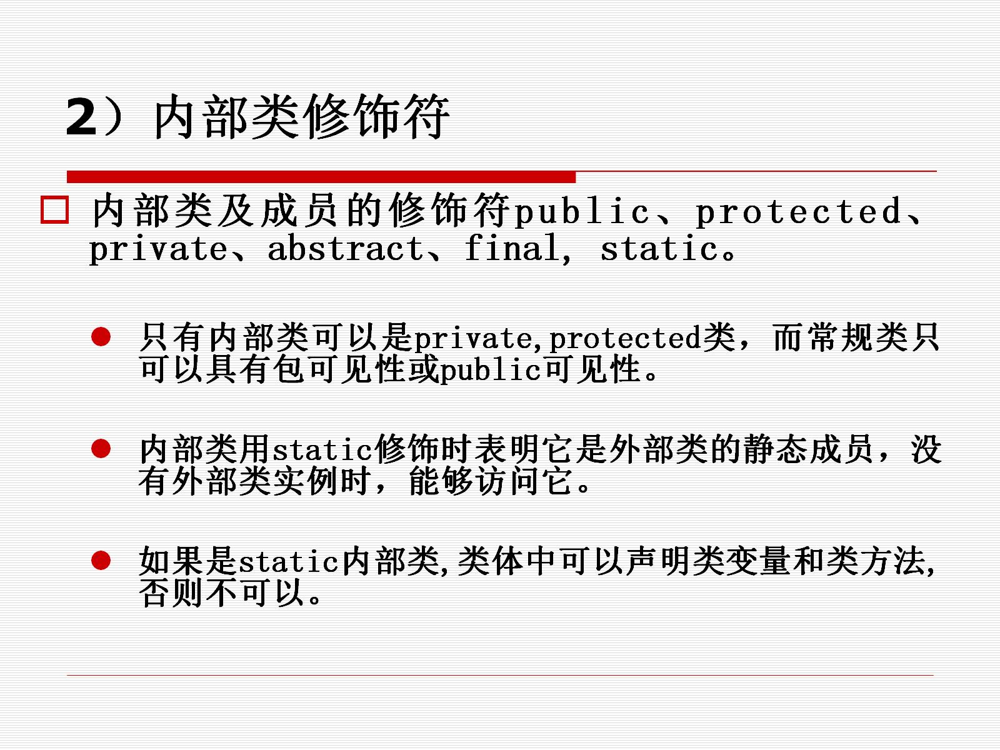 2）内部类修饰符
内部类及成员的修饰符public、protected、
private、abstract、final, static。
只有内部类可以是private,protected类，而常规类只
可以具有包可见性或public可见性。
内部类用static修饰时表明它是外部类的静态成员，没
有外部类实例时，能够访问它。
如果是static内部类,类体中可以声明类变量和类方法,
否则不可以。